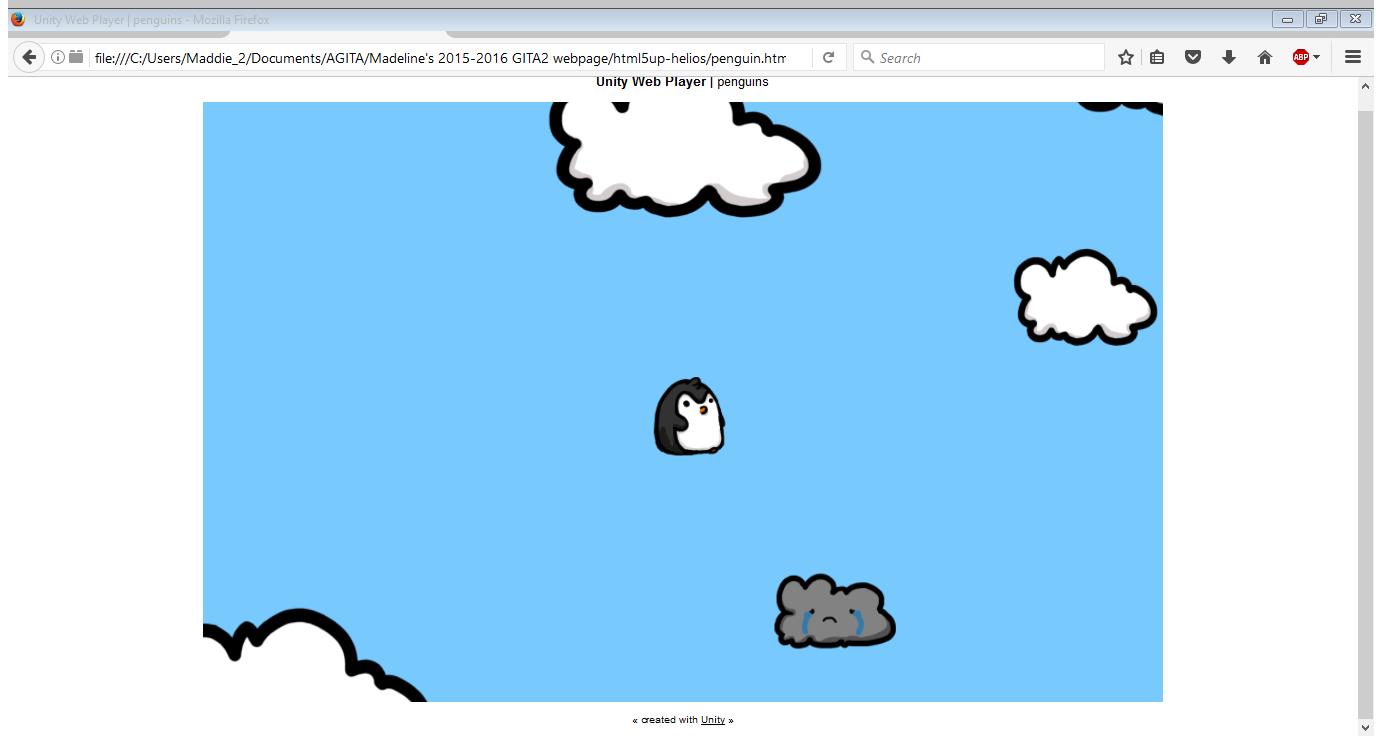 Unity Web Player | penguins - Mozilla Firefox
file:///C:/Users/Maddie_2/Documents/AGITA/Madeline's 2015-2016 GITA2 webpage/html5up-helios/penguin.htm
Search
ABP
Unity Web Player | penguins
« created with Unity »